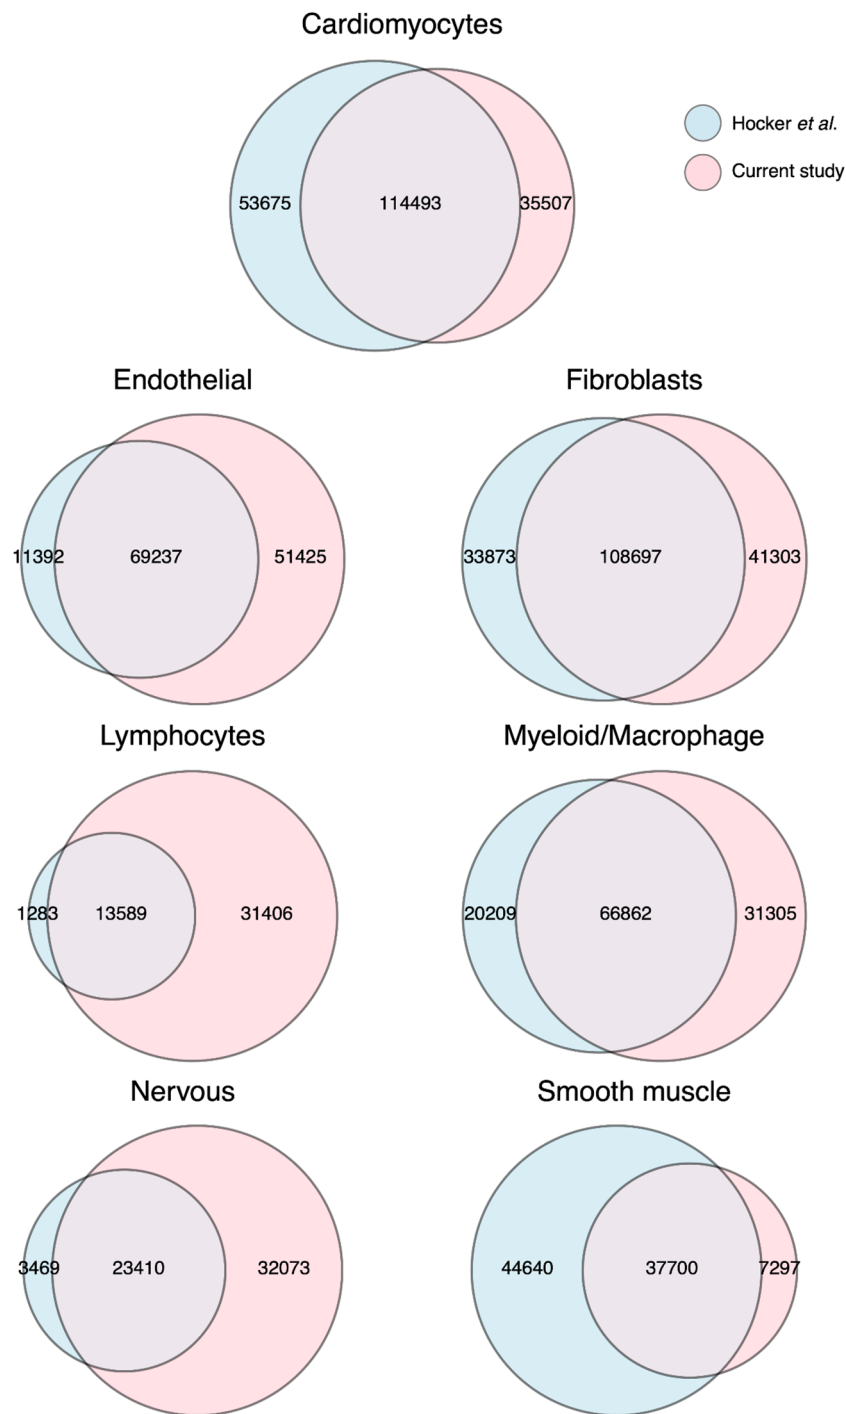 Cardiomyocytes
Hocker et al.
Current study
53675 114493 35507
Endothelial Fibroblasts
11392 69237 51425 33873 108697 41303
Lymphocytes Myeloid/Macrophage
1283 13589 31406 20209 66862 31305
Nervous Smooth muscle
3469 23410 32073 44640 37700 7297